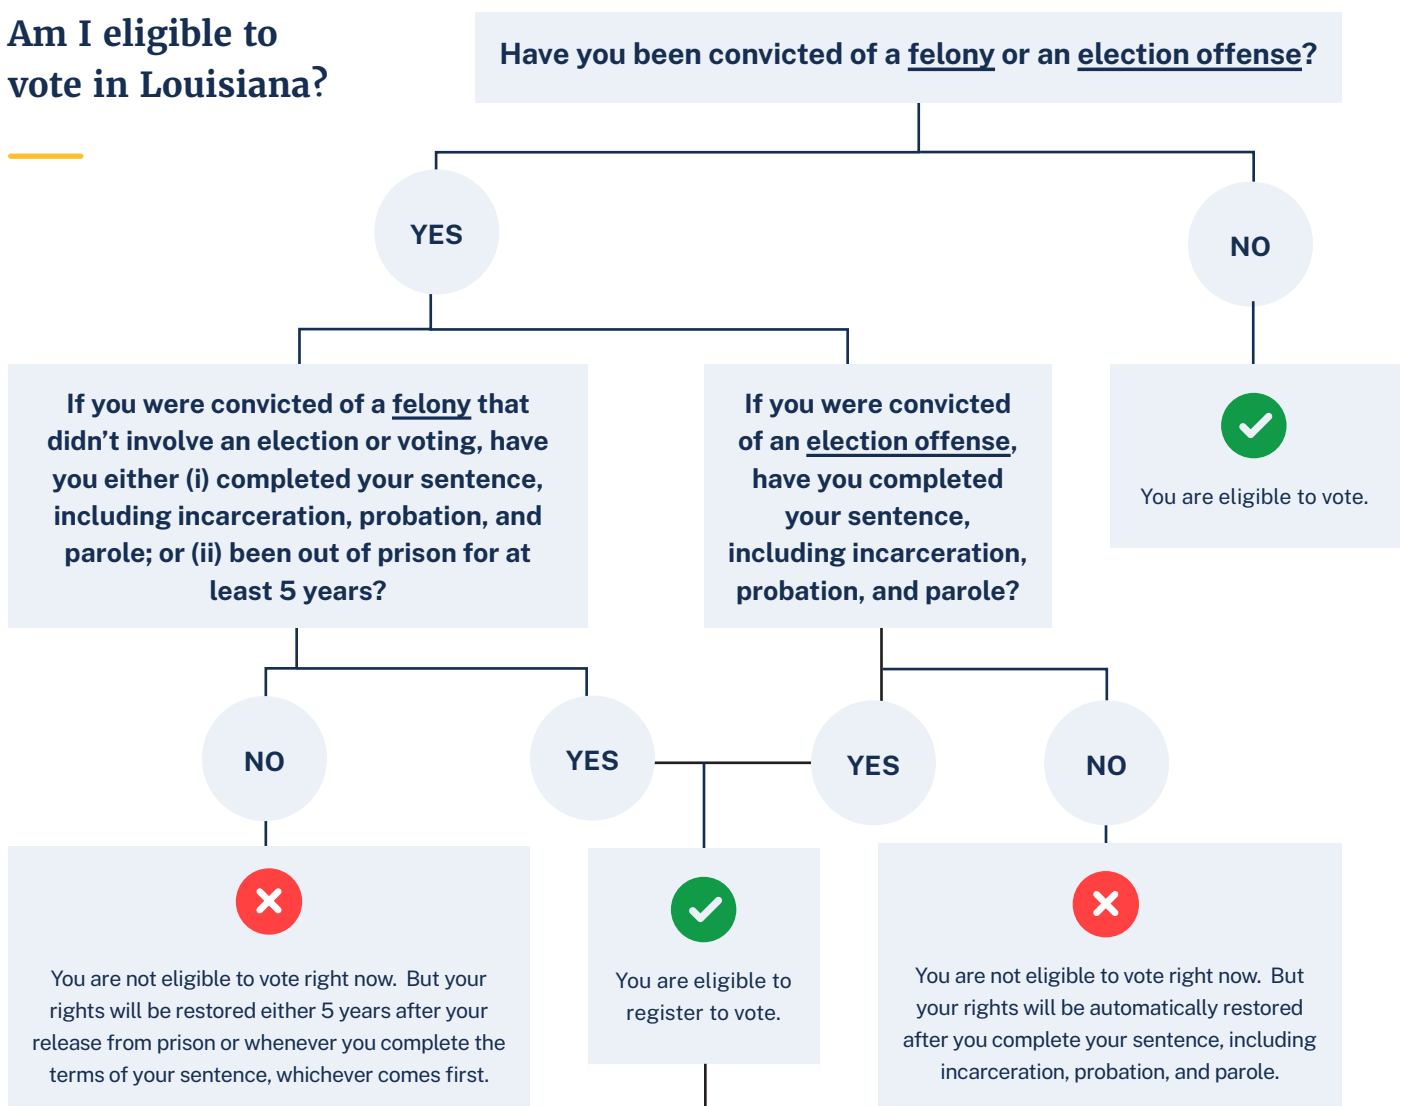 Am I eligible to
vote in Louisiana?
Have you been convicted of a felony or an election offense?
YES
NO
If you were convicted of a felony that
didn’t involve an election or voting, have
you either (i) completed your sentence,
including incarceration, probation, and
parole; or (ii) been out of prison for at
least 5 years?
If you were convicted
of an election offense,
have you completed
your sentence,
including incarceration,
probation, and parole?
You are eligible to vote.
NO
YES
YES
NO
You are not eligible to vote right now.  But your
rights will be restored either 5 years after your
release from prison or whenever you complete the
terms of your sentence, whichever comes first.
You are eligible to
register to vote.
You are not eligible to vote right now.  But
your rights will be automatically restored
after you complete your sentence, including
incarceration, probation, and parole.